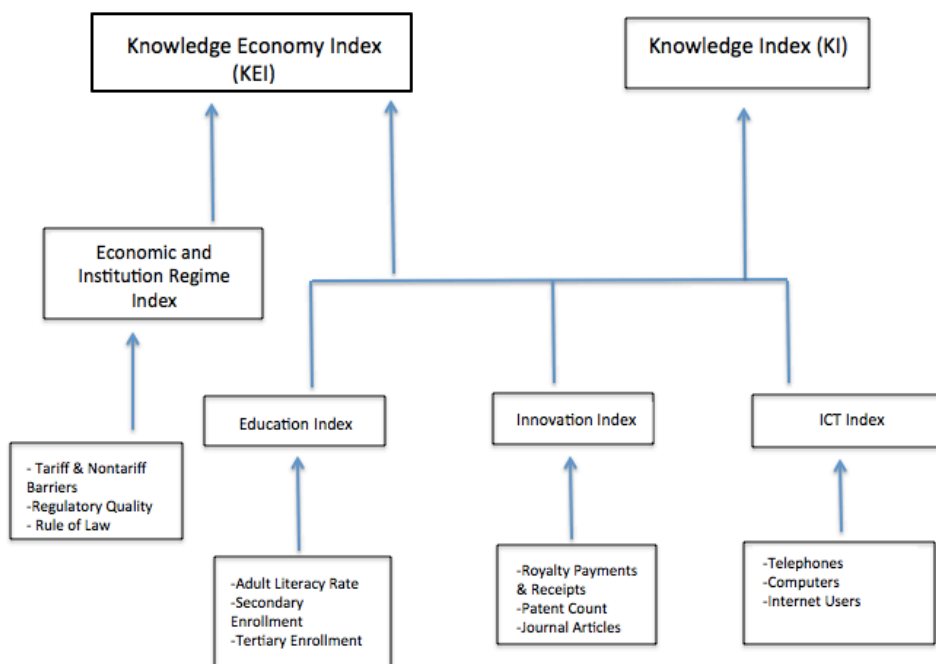 Knowledge Economy Index
(KEI)
Knowledge Index (KI)
Economic and
Institution Regime
Index
Education Index
Innovation Index
ICT Index
- Tariff & Nontariff
Barriers
-Regulatory Quality
- Rule of Law
-Adult Literacy Rate
-Secondary
Enrollment
-Tertiary Enrollment
-Royalty Payments
& Receipts
-Patent Count
-Journal Articles
-Telephones
-Computers
-Internet Users